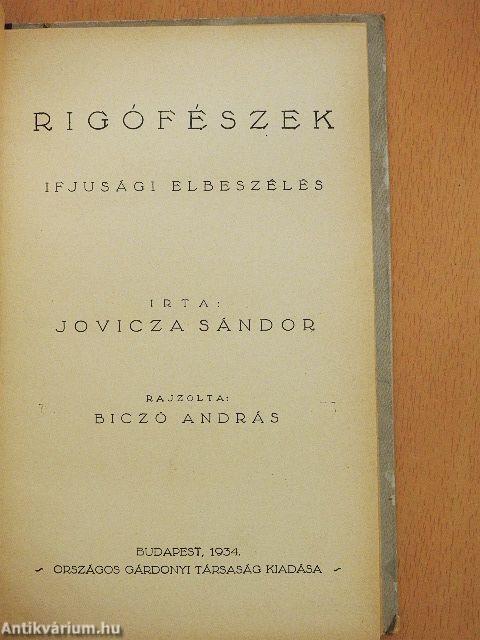 RIGÓFÉSZEK
IFJUSÁGI ELBESZÉLÉS
IRTA:
JOVICZA SÁNDOR
RAJZOLTA:
BICZÓ ANDRÁS
BUDAPEST, 1934.
~ ORSZÁGOS GÁRDONYI TÁRSASÁG KIADÁSA ~
Antikvárium.hu